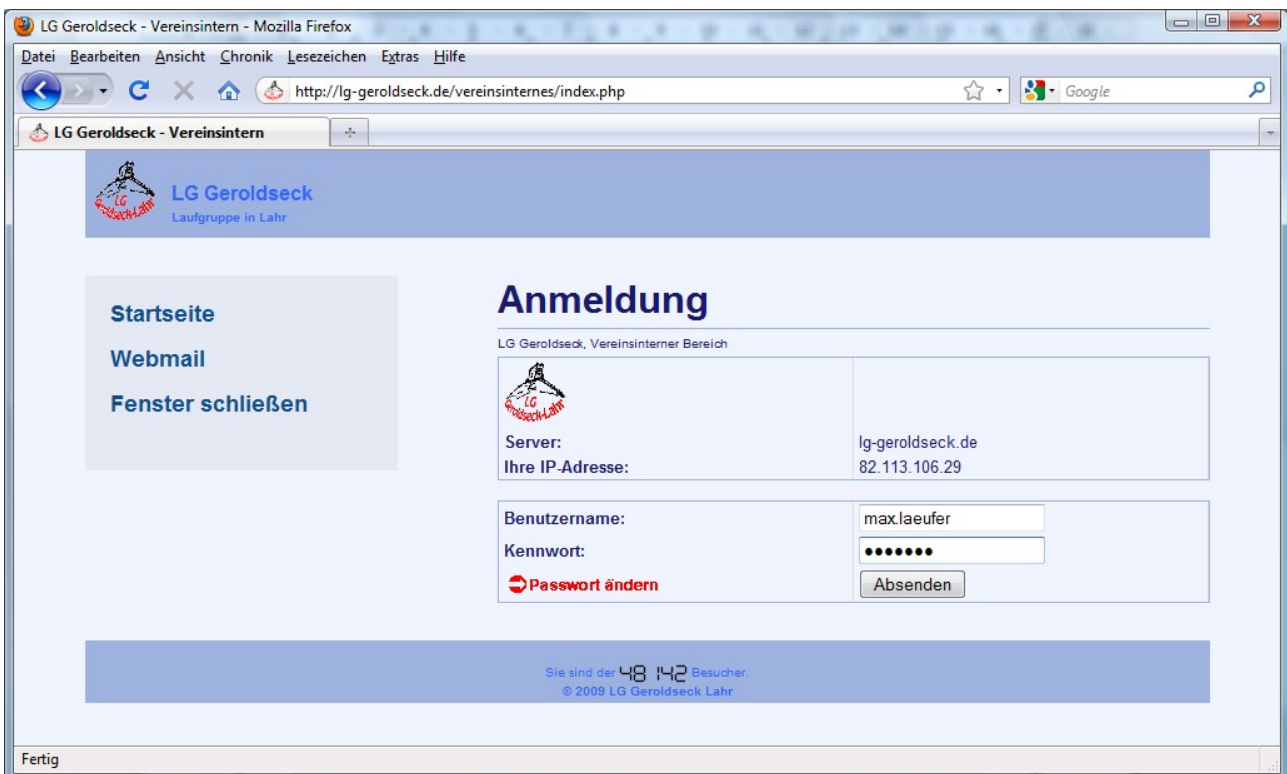 LG Geroldseck - Vereinsintern - Mozilla Firefox
Datei Bearbeiten Ansicht Chronik Lesezeichen Extras Hilfe
http://lg-geroldseck.de/vereinsinternes/index.php
Google
LG Geroldseck - Vereinsintern
LG
Geroldseck-Lahr
LG Geroldseck
Laufgruppe in Lahr
Startseite
Webmail
Fenster schließen
Anmeldung
LG Geroldseck, Vereinsinterner Bereich
LG
Geroldseck-Lahr
Server: lg-geroldseck.de
Ihre IP-Adresse: 82.113.106.29
Benutzername: max.laeufer
Kennwort: •••••••
Passwort ändern Absenden
Sie sind der 48 142 Besucher.
© 2009 LG Geroldseck Lahr
Fertig